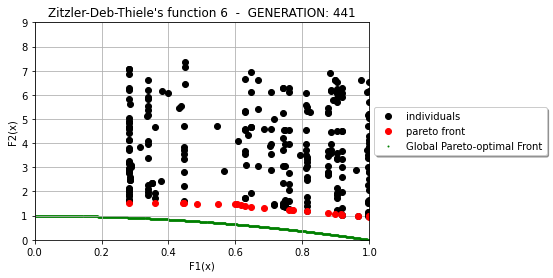 Zitzler-Deb-Thiele's function 6 - GENERATION: 441
9
8
7
6
5
4
3
2
1
0
F2(x)
0.0 0.2 0.4 0.6 0.8 1.0
F1(x)
individuals
pareto front
Global Pareto-optimal Front